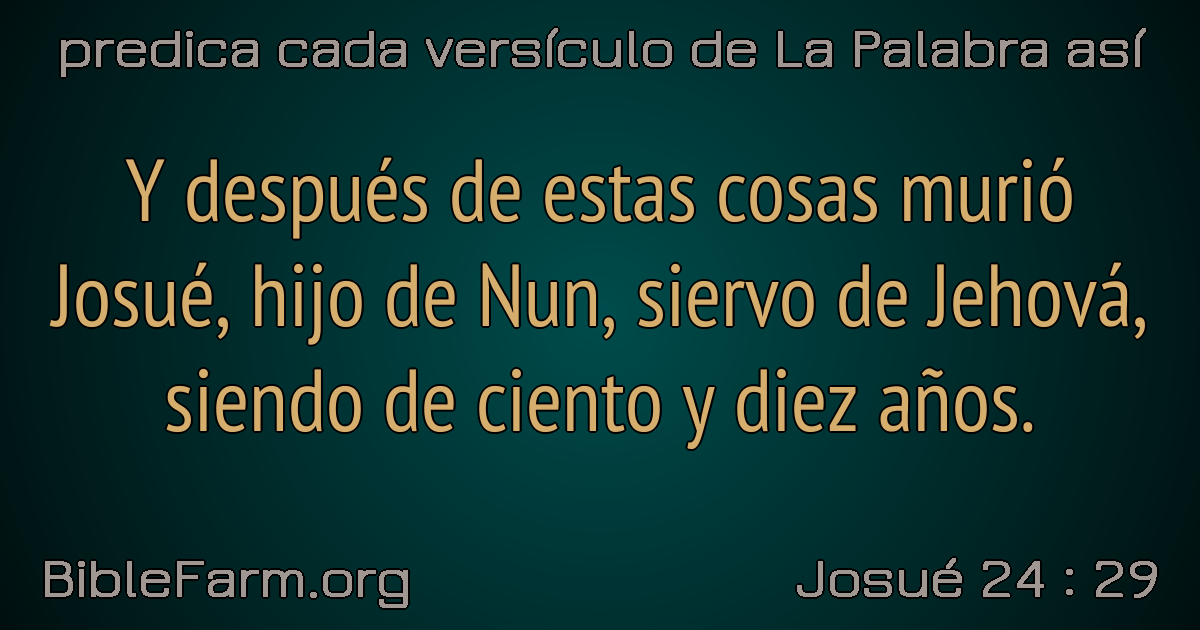 predica cada versículo de La Palabra así
Y después de estas cosas murió
Josué, hijo de Nun, siervo de Jehová,
siendo de ciento y diez años.
BibleFarm.org
Josué 24 : 29